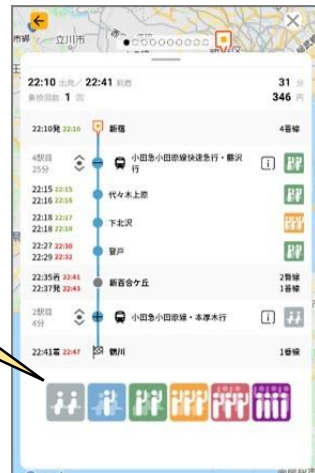 市場 立川市
22:10 出発／ 22:41 到着 31 分
乗換回数 1 回 346 円
22:10発 22:10 新宿 4番線
4駅目
25分
小田急小田原線快速急行・藤沢行
22:15 22:15
22:16 22:16
代々木上原
22:18 22:17
22:18 22:18
下北沢
22:27 22:30
22:29 22:32
登戸
22:35着 22:41
22:37発 22:43
新百合ケ丘
2番線
1番線
2駅目
4分
小田急小田原線・本厚木行
22:41着 22:47 鶴川 1番線